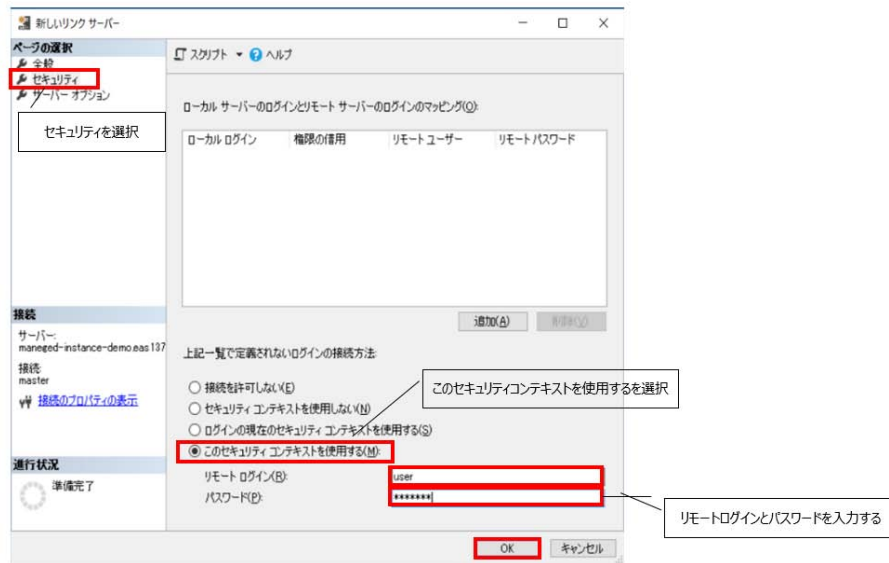 新しいリンク サーバー
ページの選択
全般
セキュリティ
サーバー オプション
セキュリティを選択
スクリプト
ヘルプ
ローカル サーバーのログインとリモート サーバーのログインのマッピング(O):
ローカル ログイン 権限の借用 リモート ユーザー リモート パスワード
追加(A) 削除(V)
接続
サーバー:
maneged-instance-demo.eas137
接続:
master
接続のプロパティの表示
進行状況
準備完了
上記一覧で定義されないログインの接続方法:
接続を許可しない(E)
セキュリティ コンテキストを使用しない(N)
ログインの現在のセキュリティ コンテキストを使用する(S)
このセキュリティ コンテキストを使用する(M):
このセキュリティコンテキストを使用するを選択
リモート ログイン(R): user
パスワード(P): *******
リモートログインとパスワードを入力する
OK キャンセル